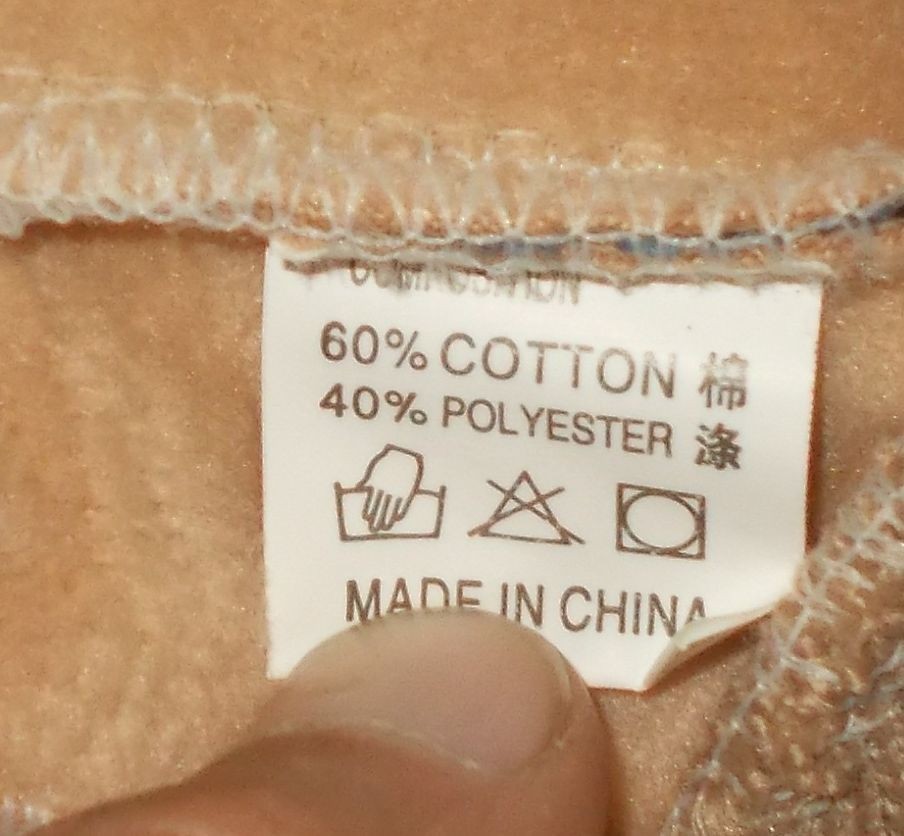 60% COTTON 棉
40% POLYESTER 涤
MADE IN CHINA